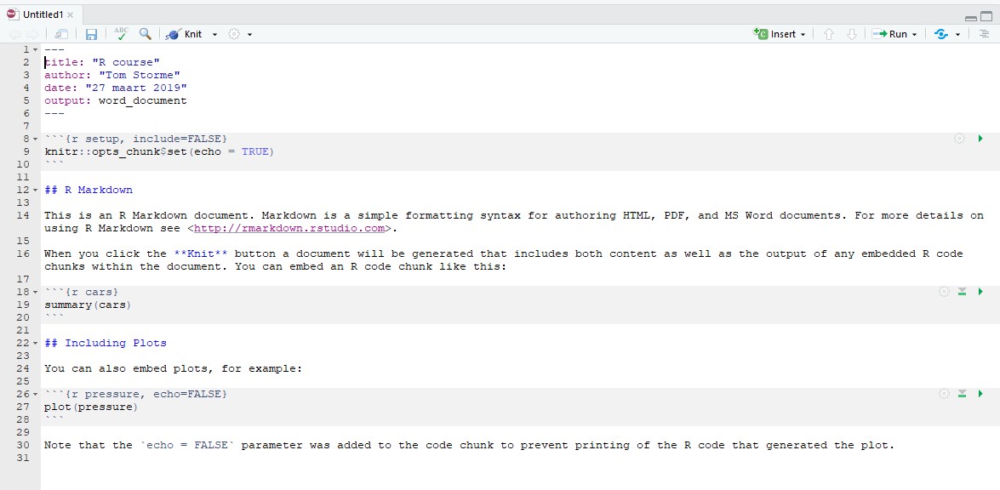 Untitled1
ABC Knit Insert Run
1 ---
2 title: "R course"
3 author: "Tom Storme"
4 date: "27 maart 2019"
5 output: word_document
6 ---
7
8 ```{r setup, include=FALSE}
9 knitr::opts_chunk$set(echo = TRUE)
10 ```
11
12 ## R Markdown
13
14 This is an R Markdown document. Markdown is a simple formatting syntax for authoring HTML, PDF, and MS Word documents. For more details on
using R Markdown see <http://rmarkdown.rstudio.com>.
15
16 When you click the **Knit** button a document will be generated that includes both content as well as the output of any embedded R code
chunks within the document. You can embed an R code chunk like this:
17
18 ```{r cars}
19 summary(cars)
20 ```
21
22 ## Including Plots
23
24 You can also embed plots, for example:
25
26 ```{r pressure, echo=FALSE}
27 plot(pressure)
28 ```
29
30 Note that the `echo = FALSE` parameter was added to the code chunk to prevent printing of the R code that generated the plot.
31